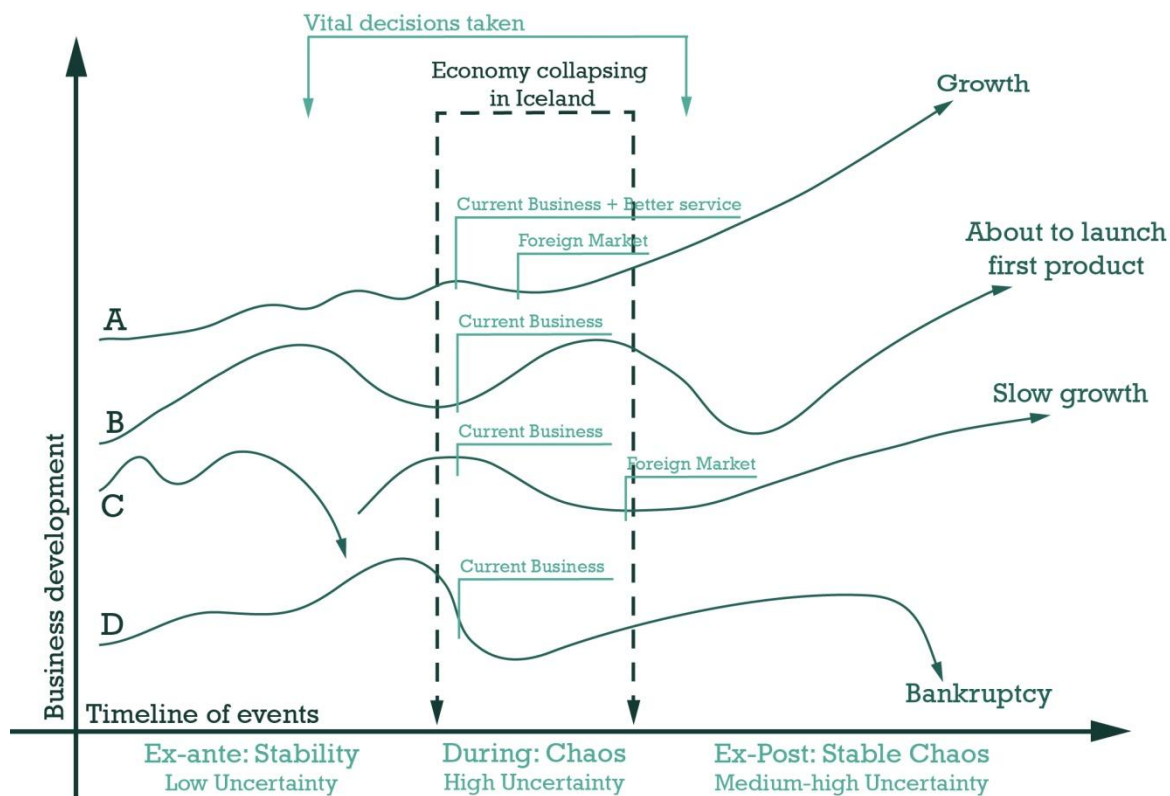 Vital decisions taken
Economy collapsing
in Iceland
Growth
Current Business + Better service
Foreign Market
About to launch
first product
A
Current Business
B
Slow growth
Current Business
Foreign Market
C
Current Business
D
Bankruptcy
Business development
Timeline of events
Ex-ante: Stability
Low Uncertainty
During: Chaos
High Uncertainty
Ex-Post: Stable Chaos
Medium-high Uncertainty